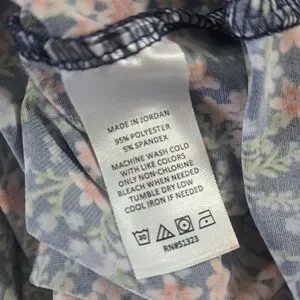 MADE IN JORDAN
95% POLYESTER
5% SPANDEX
MACHINE WASH COLD
WITH LIKE COLORS
ONLY NON-CHLORINE
BLEACH WHEN NEEDED
TUMBLE DRY LOW
COOL IRON IF NEEDED
30
RN#51323